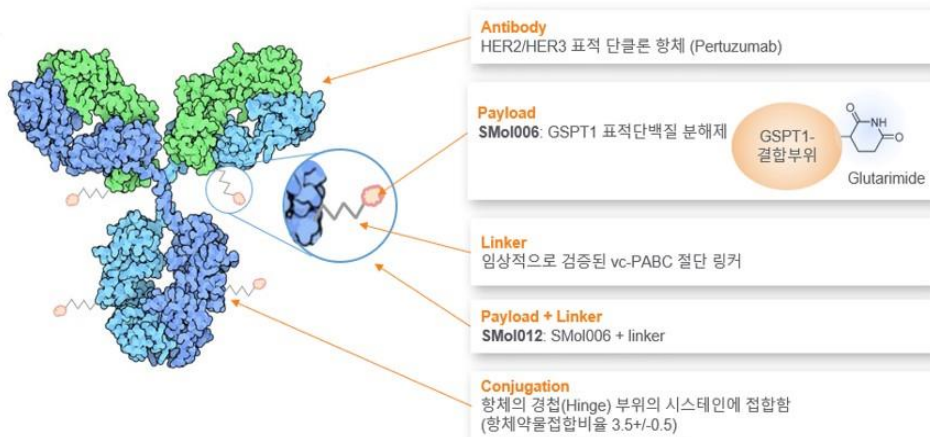 Antibody
HER2/HER3 표적 단클론 항체 (Pertuzumab)
Payload
SMol006: GSPT1 표적단백질 분해제
GSPT1-
결합부위
O
NH
O
Glutarimide
Linker
임상적으로 검증된 vc-PABC 절단 링커
Payload + Linker
SMol012: SMol006 + linker
Conjugation
항체의 경첩(Hinge) 부위의 시스테인에 접합함
(항체약물접합비율 3.5+/-0.5)